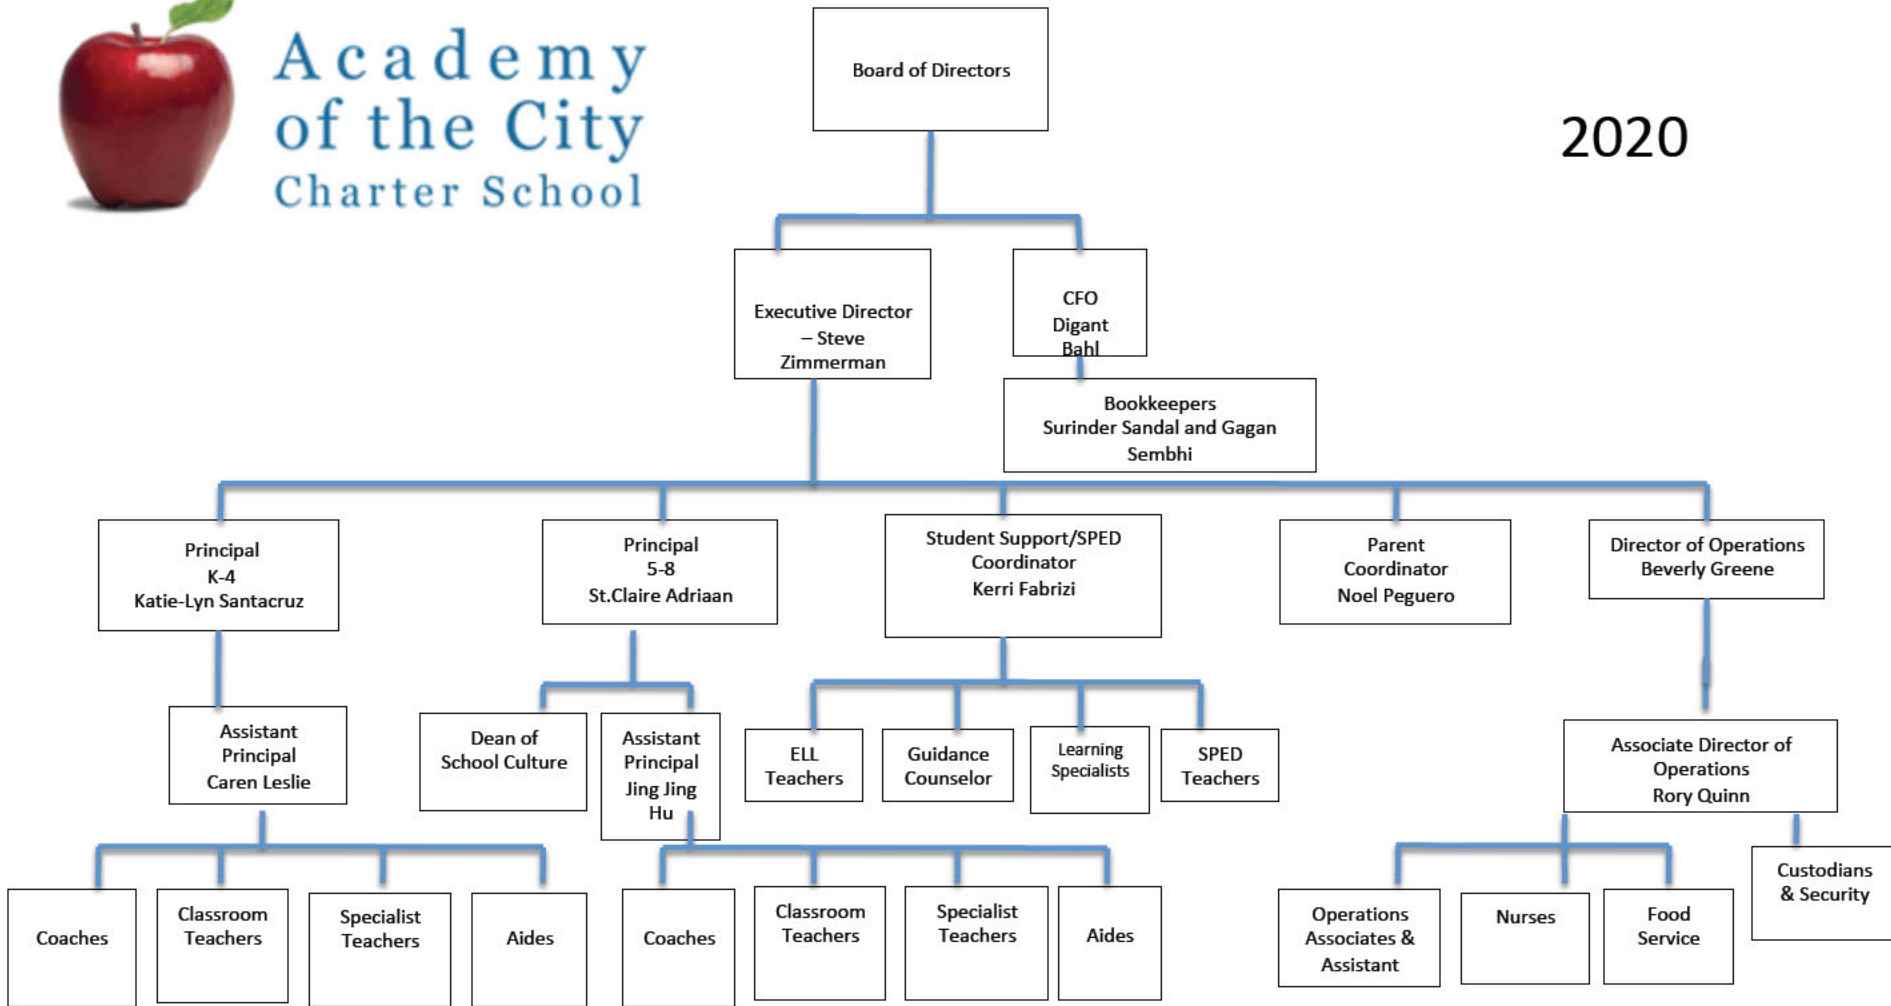 Academy
of the City
Charter School
2020
Board of Directors
Executive Director
– Steve
Zimmerman
CFO
Digant
Bahl
Bookkeepers
Surinder Sandal and Gagan
Sembhi
Principal
K-4
Katie-Lyn Santacruz
Principal
5-8
St.Claire Adriaan
Student Support/SPED
Coordinator
Kerri Fabrizi
Parent
Coordinator
Noel Peguero
Director of Operations
Beverly Greene
Assistant
Principal
Caren Leslie
Dean of
School Culture
Assistant
Principal
Jing Jing
Hu
ELL
Teachers
Guidance
Counselor
Learning
Specialists
SPED
Teachers
Associate Director of
Operations
Rory Quinn
Coaches
Classroom
Teachers
Specialist
Teachers
Aides
Coaches
Classroom
Teachers
Specialist
Teachers
Aides
Operations
Associates &
Assistant
Nurses
Food
Service
Custodians
& Security